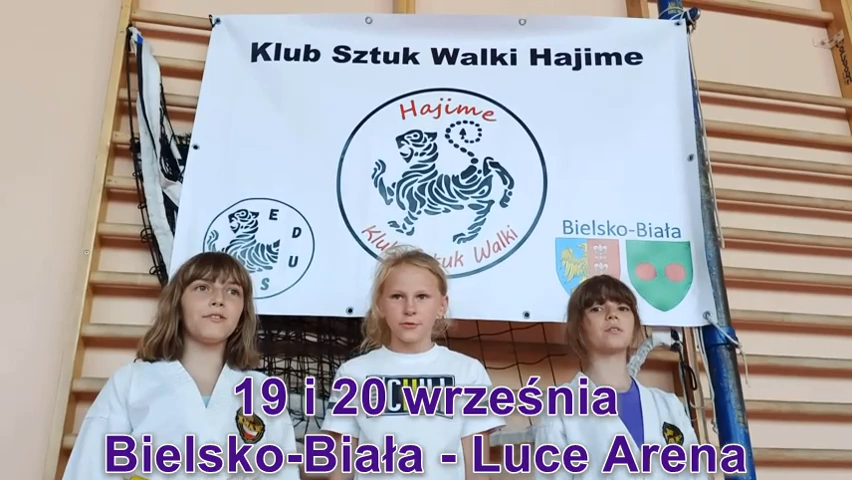 Klub Sztuk Walki Hajime
Hajime
Klub Sztuk Walki
EDUS
Bielsko-Biała
19 i 20 września
Bielsko-Biała - Luce Arena